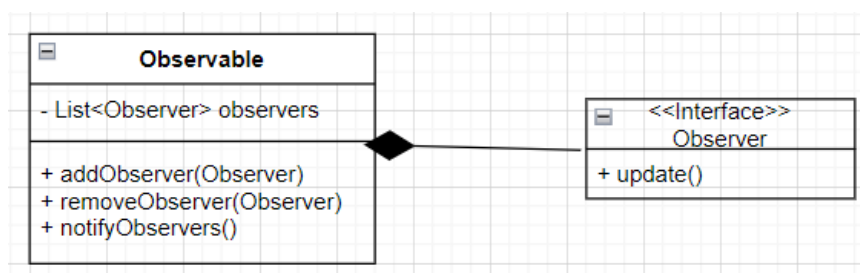 Observable
- List<Observer> observers
+ addObserver(Observer)
+ removeObserver(Observer)
+ notifyObservers()
<<Interface>>
Observer
+ update()